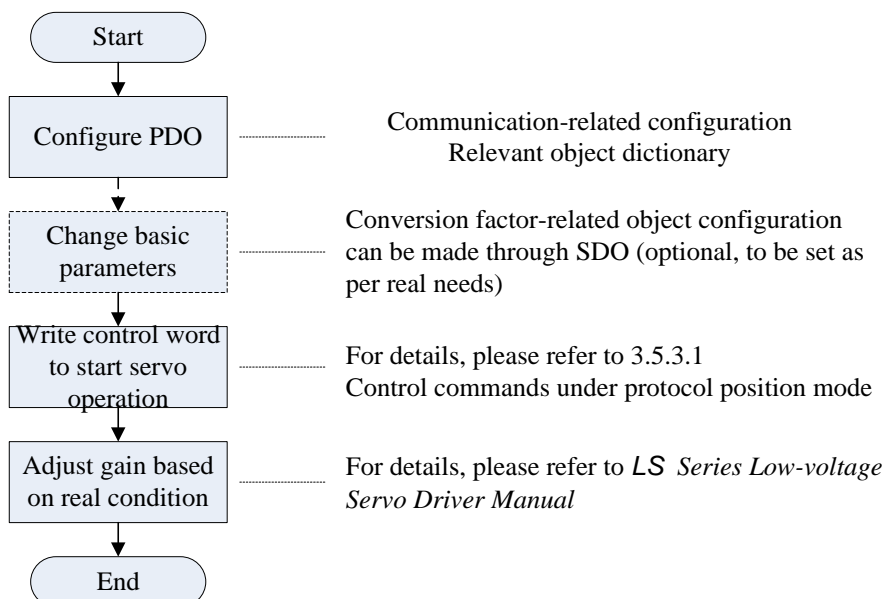 Start
Configure PDO
Communication-related configuration
Relevant object dictionary
Change basic
parameters
Conversion factor-related object configuration
can be made through SDO (optional, to be set as
per real needs)
Write control word
to start servo
operation
For details, please refer to 3.5.3.1
Control commands under protocol position mode
Adjust gain based
on real condition
For details, please refer to LS Series Low-voltage
Servo Driver Manual
End